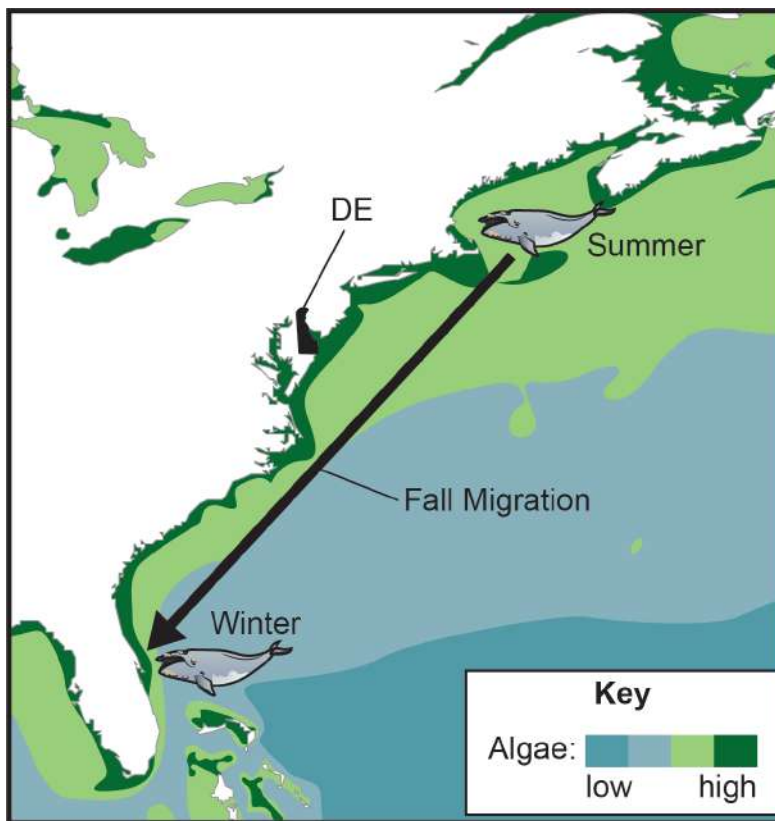 DE
Summer
Fall Migration
Winter
Key
Algae:
low high